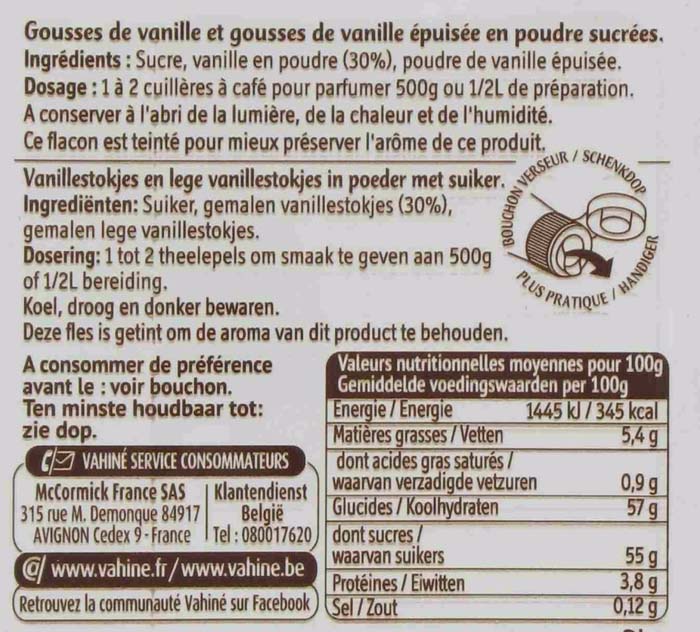 Gousses de vanille et gousses de vanille épuisée en poudre sucrées.
Ingrédients : Sucre, vanille en poudre (30%), poudre de vanille épuisée.
Dosage : 1 à 2 cuillères à café pour parfumer 500g ou 1/2L de préparation.
A conserver à l'abri de la lumière, de la chaleur et de l'humidité.
Ce flacon est teinté pour mieux préserver l'arôme de ce produit.
Vanillestokjes en lege vanillestokjes in poeder met suiker.
Ingrediënten: Suiker, gemalen vanillestokjes (30%),
gemalen lege vanillestokjes.
Dosering: 1 tot 2 theelepels om smaak te geven aan 500g
of 1/2L bereiding.
Koel, droog en donker bewaren.
Deze fles is getint om de aroma van dit product te behouden.
BOUCHON VERSEUR / SCHENKDOP
PLUS PRATIQUE / HANDIGER
A consommer de préférence
avant le : voir bouchon.
Ten minste houdbaar tot:
zie dop.
VAHINÉ SERVICE CONSOMMATEURS
McCormick France SAS
315 rue M. Demonque 84917
AVIGNON Cedex 9 - France
Klantendienst
België
Tel : 080017620
@ www.vahine.fr / www.vahine.be
Retrouvez la communauté Vahiné sur Facebook
Valeurs nutritionnelles moyennes pour 100g
Gemiddelde voedingswaarden per 100g
Energie / Energie 1445 kJ / 345 kcal
Matières grasses / Vetten 5,4 g
dont acides gras saturés /
waarvan verzadigde vetzuren 0,9 g
Glucides / Koolhydraten 57 g
dont sucres /
waarvan suikers 55 g
Protéines / Eiwitten 3,8 g
Sel / Zout 0,12 g